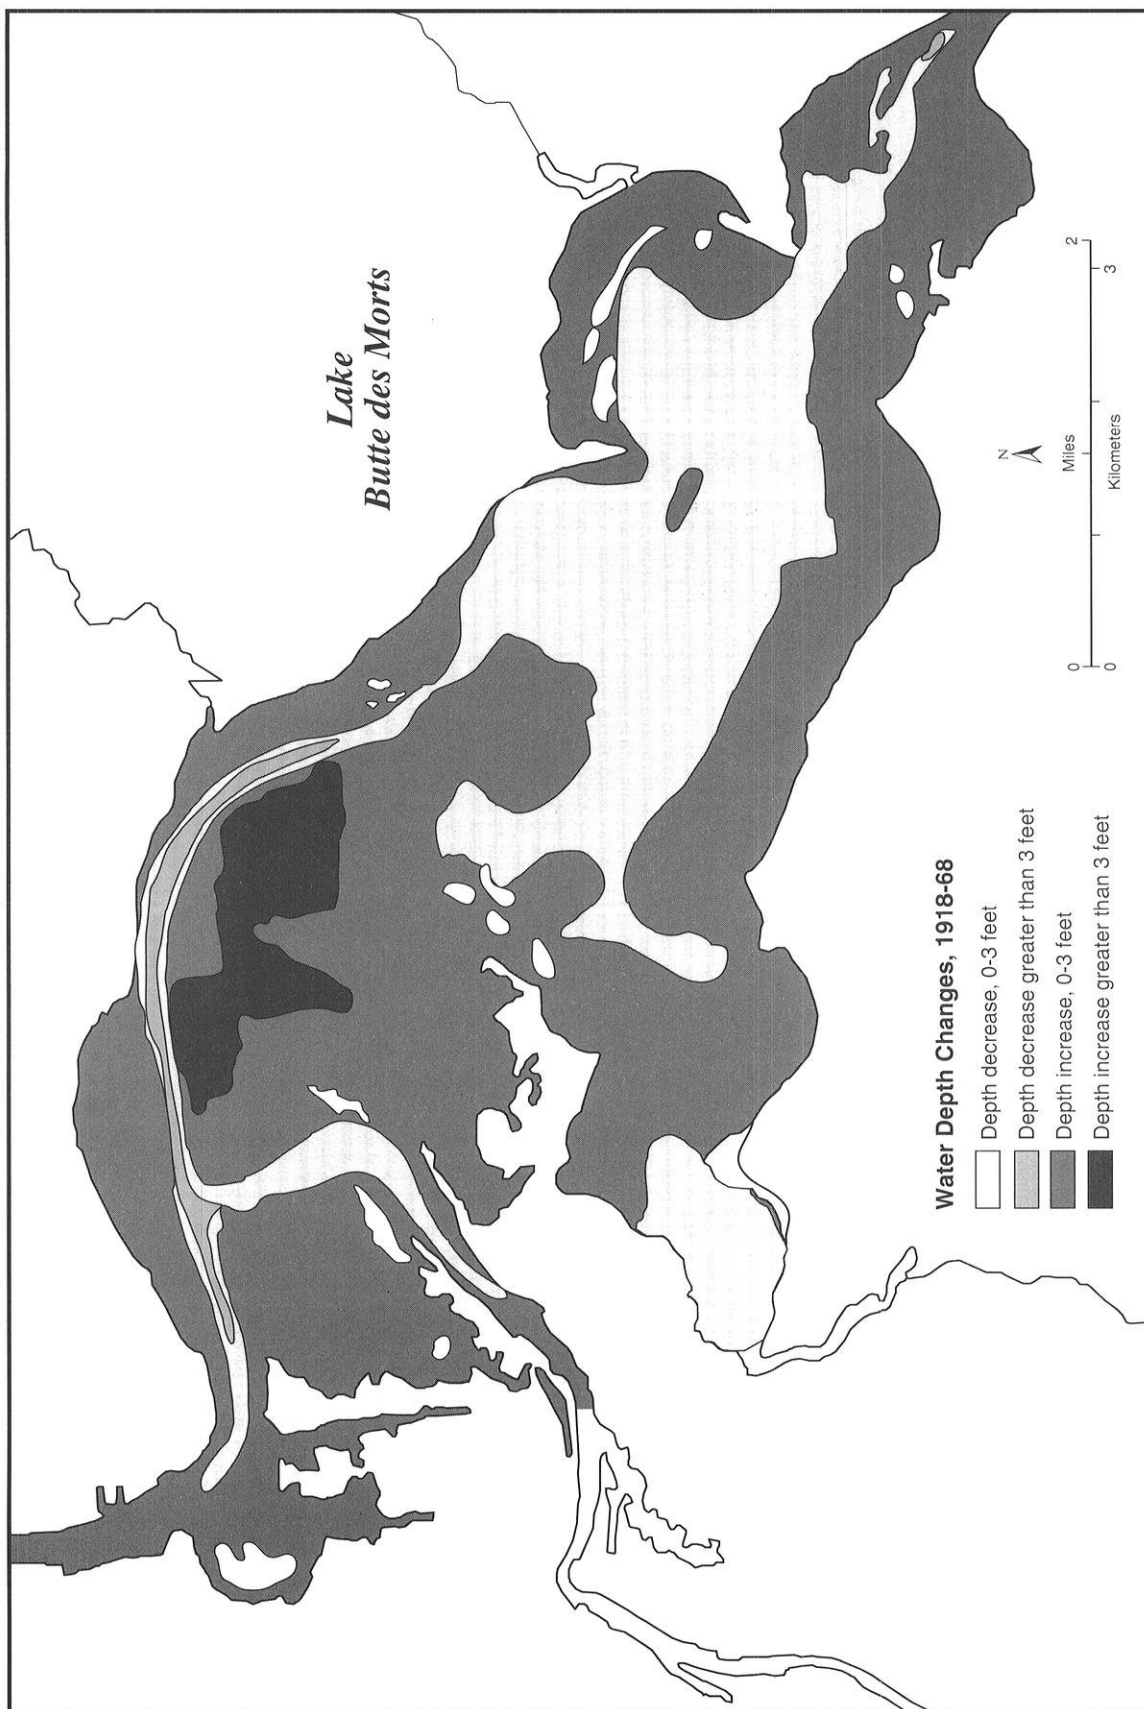 Lake
Butte des Morts
Water Depth Changes, 1918-68
Depth decrease, 0-3 feet
Depth decrease greater than 3 feet
Depth increase, 0-3 feet
Depth increase greater than 3 feet
N
0 Miles 2
0 Kilometers 3